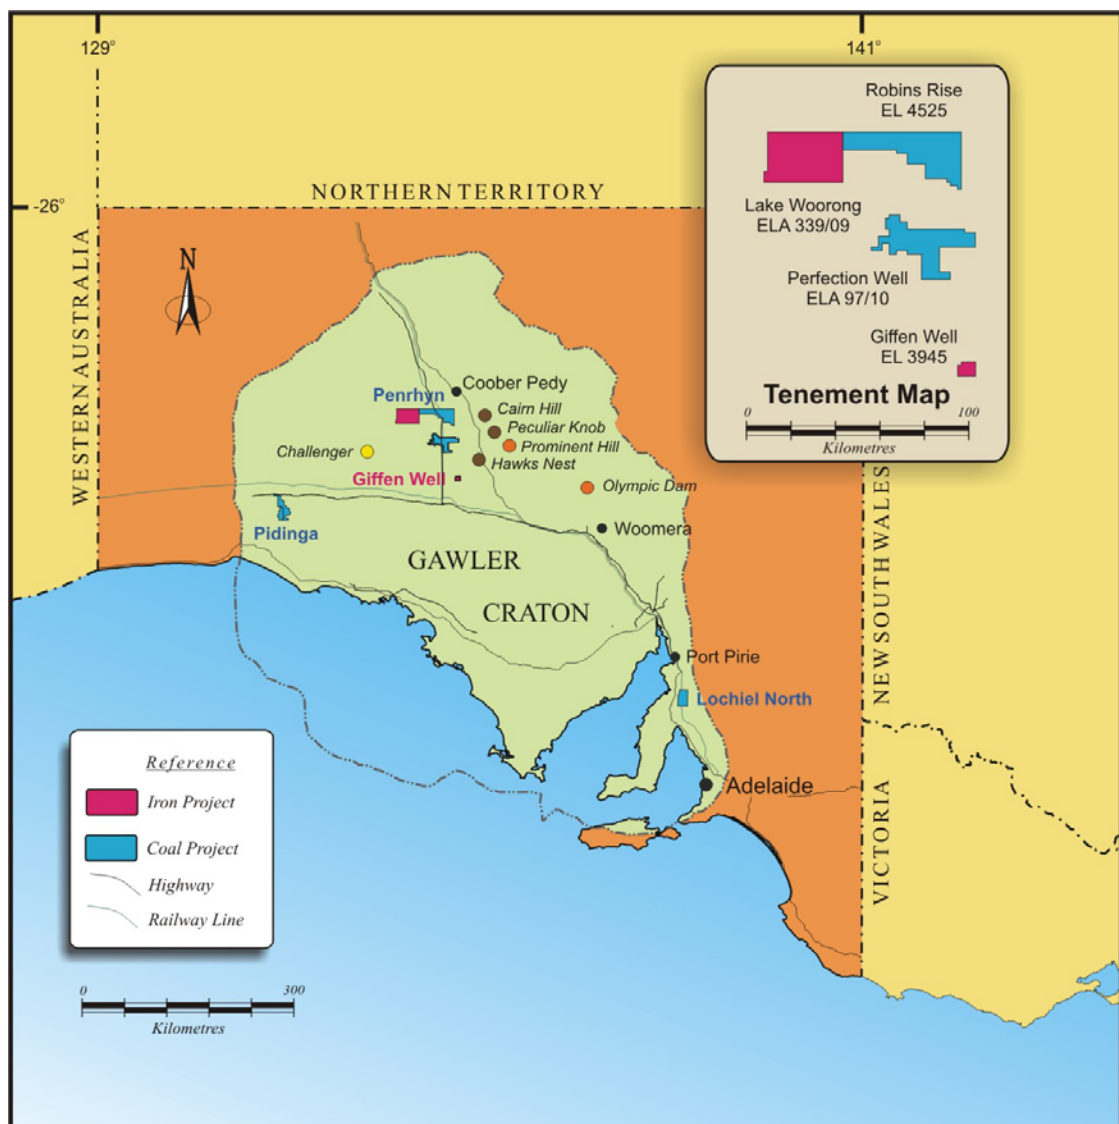 129°
141°
Robins Rise
EL 4525
NORTHERN TERRITORY
-26°
Lake Woorong
ELA 339/09
N
Perfection Well
ELA 97/10
WESTERN AUSTRALIA
Giffen Well
EL 3945
Tenement Map
0
100
Kilometres
Coober Pedy
Penrhyn
Cairn Hill
Peculiar Knob
Prominent Hill
Challenger
Hawks Nest
Giffen Well
Olympic Dam
Pidinga
Woomera
GAWLER
CRATON
NEW SOUTH WALES
Port Pirie
Lochiel North
Adelaide
VICTORIA
Reference
Iron Project
Coal Project
Highway
Railway Line
0
300
Kilometres